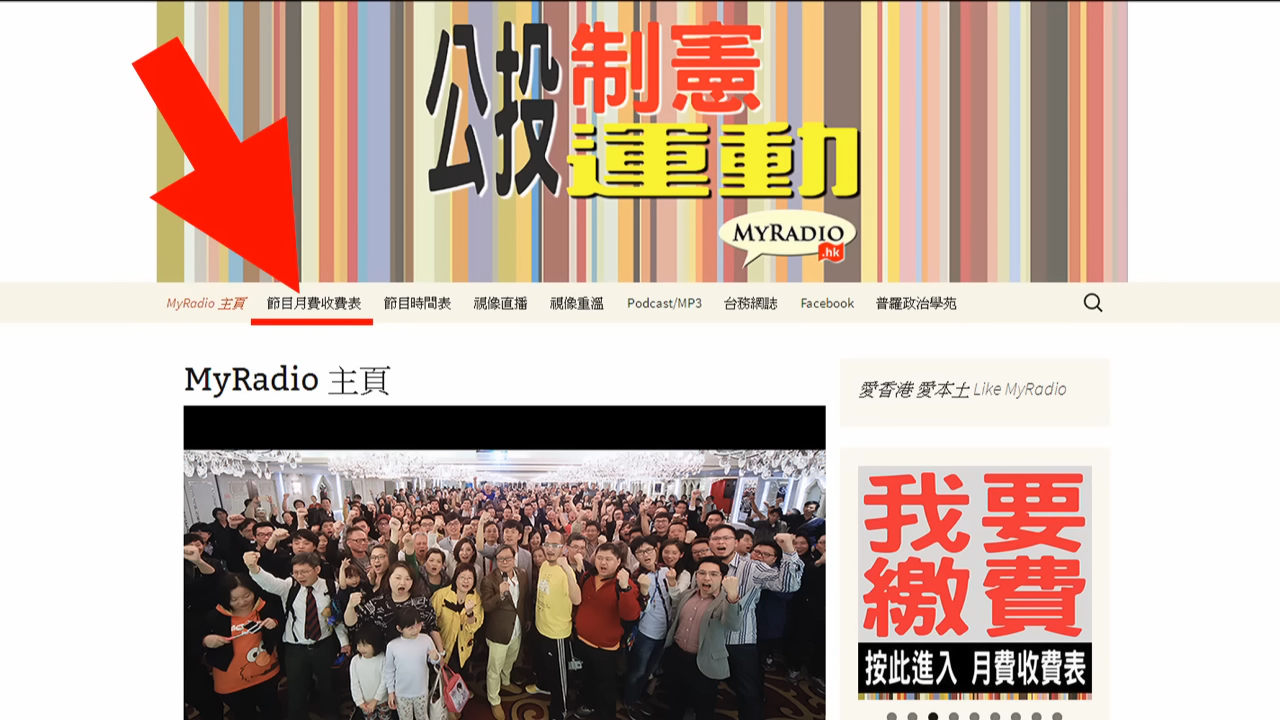 公投制憲
運動
MYRADIO
.hk
MyRadio 主頁 節目月費收費表 節目時間表 視像直播 視像重溫 Podcast/MP3 台務網誌 Facebook 普羅政治學苑
MyRadio 主頁
愛香港 愛本土 Like MyRadio
我要
繳費
按此進入 月費收費表